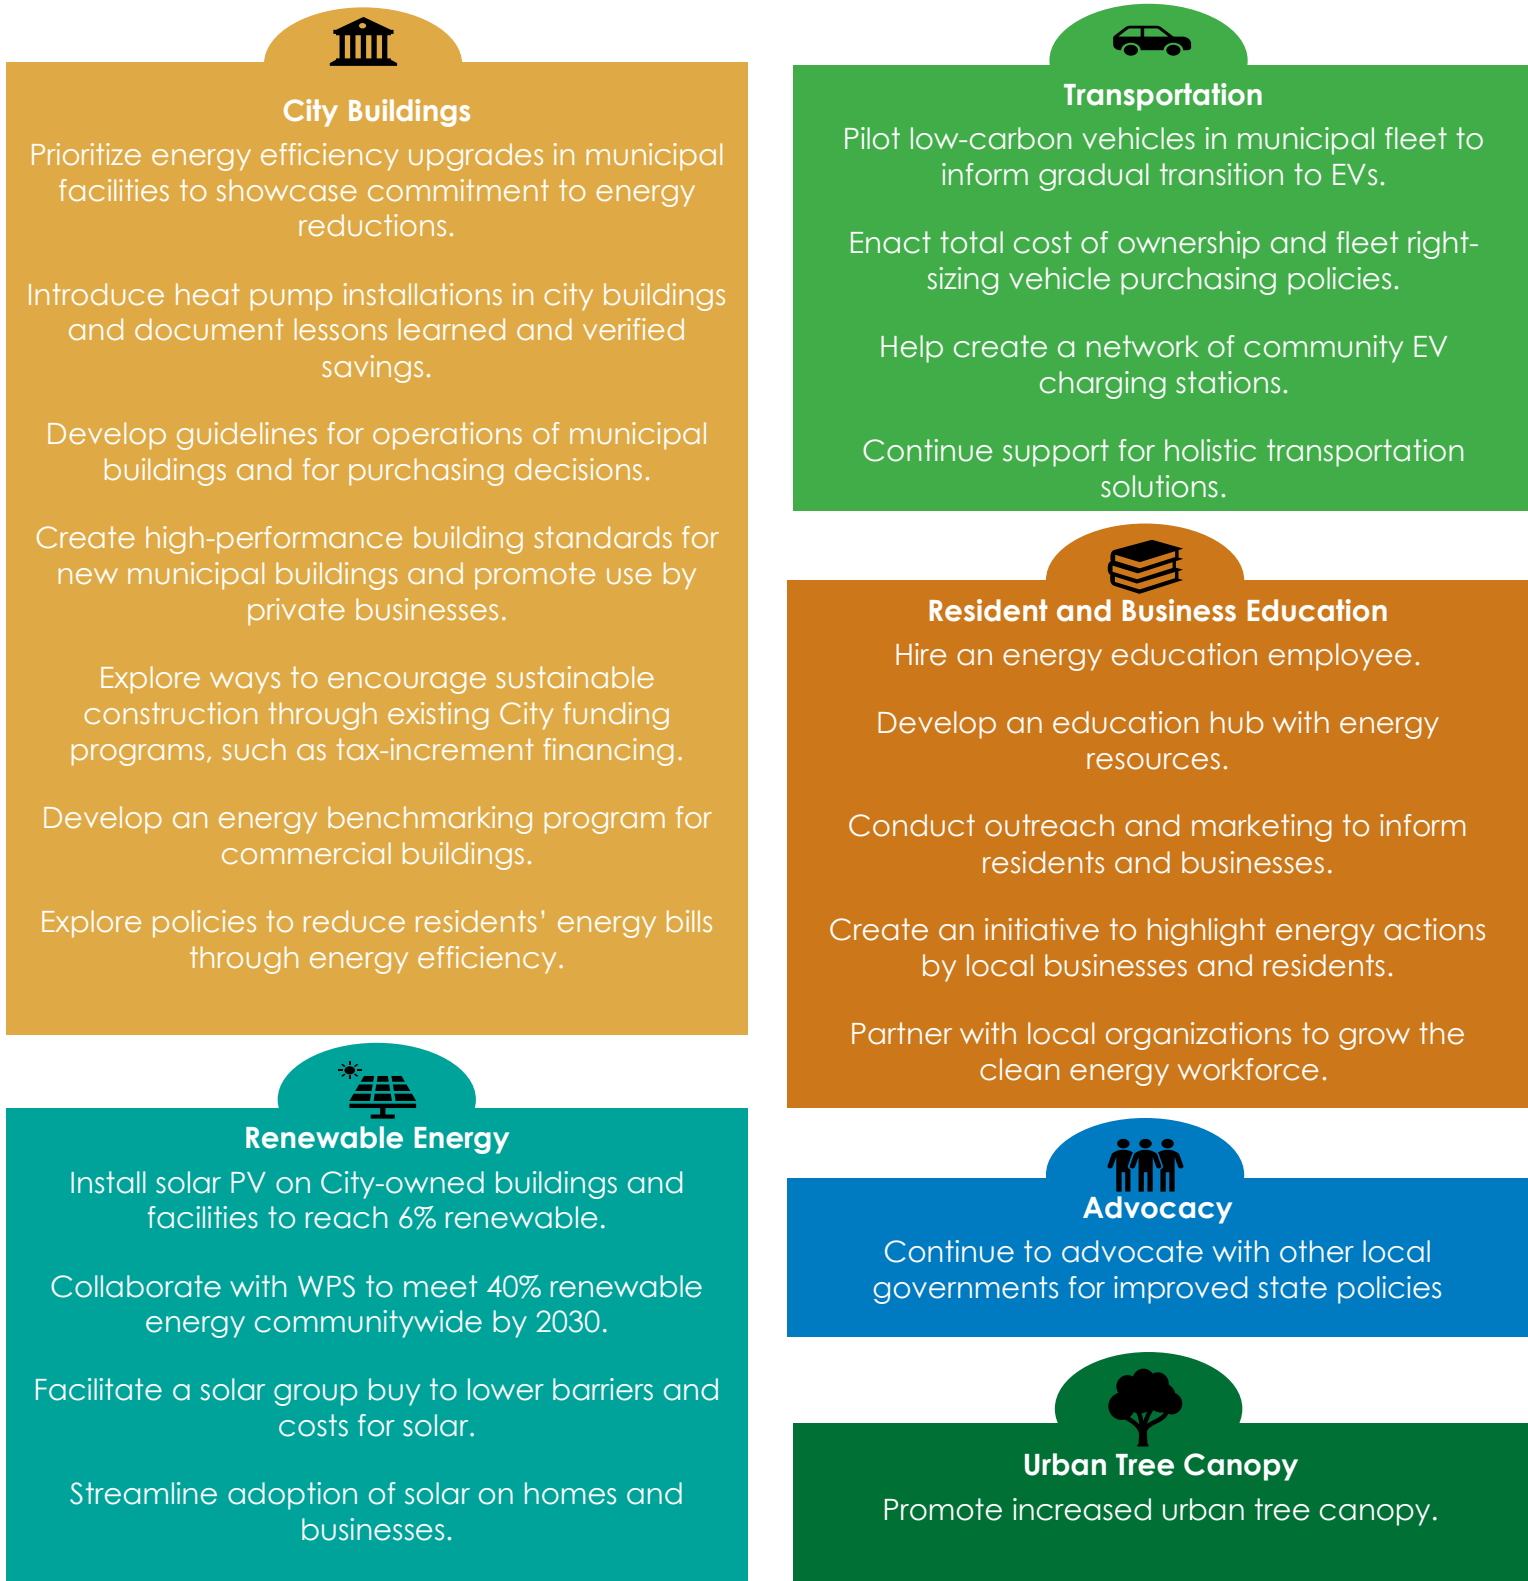 City Buildings
Prioritize energy efficiency upgrades in municipal
facilities to showcase commitment to energy
reductions.
Introduce heat pump installations in city buildings
and document lessons learned and verified
savings.
Develop guidelines for operations of municipal
buildings and for purchasing decisions.
Create high-performance building standards for
new municipal buildings and promote use by
private businesses.
Explore ways to encourage sustainable
construction through existing City funding
programs, such as tax-increment financing.
Develop an energy benchmarking program for
commercial buildings.
Explore policies to reduce residents’ energy bills
through energy efficiency.
Renewable Energy
Install solar PV on City-owned buildings and
facilities to reach 6% renewable.
Collaborate with WPS to meet 40% renewable
energy communitywide by 2030.
Facilitate a solar group buy to lower barriers and
costs for solar.
Streamline adoption of solar on homes and
businesses.
Transportation
Pilot low-carbon vehicles in municipal fleet to
inform gradual transition to EVs.
Enact total cost of ownership and fleet right-
sizing vehicle purchasing policies.
Help create a network of community EV
charging stations.
Continue support for holistic transportation
solutions.
Resident and Business Education
Hire an energy education employee.
Develop an education hub with energy
resources.
Conduct outreach and marketing to inform
residents and businesses.
Create an initiative to highlight energy actions
by local businesses and residents.
Partner with local organizations to grow the
clean energy workforce.
Advocacy
Continue to advocate with other local
governments for improved state policies
Urban Tree Canopy
Promote increased urban tree canopy.